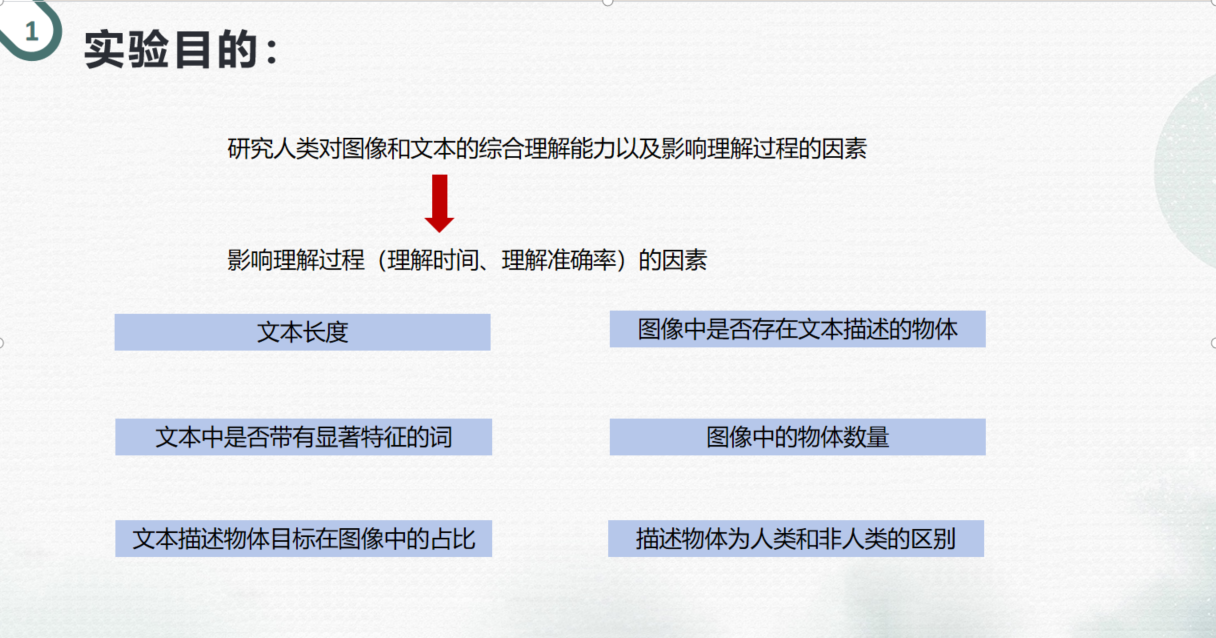 1
实验目的：
研究人类对图像和文本的综合理解能力以及影响理解过程的因素
影响理解过程（理解时间、理解准确率）的因素
文本长度
图像中是否存在文本描述的物体
文本中是否带有显著特征的词
图像中的物体数量
文本描述物体目标在图像中的占比
描述物体为人类和非人类的区别